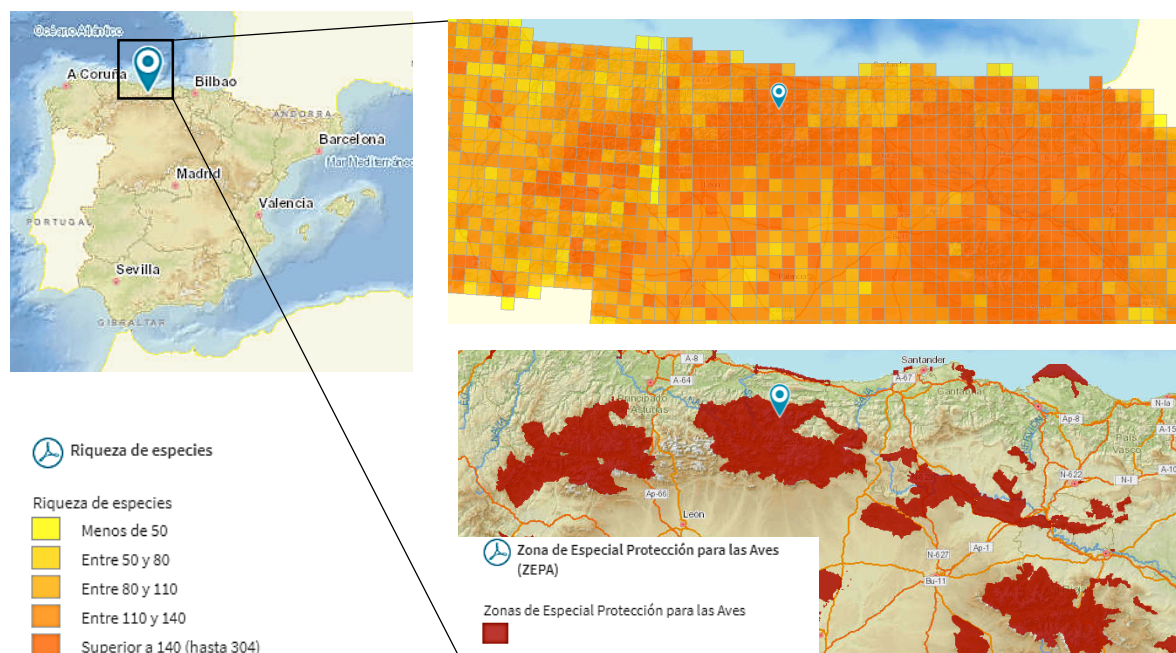 Océano Atlántico
A Coruña
Bilbao
ANDORRA
Barcelona
Mar Mediterráneo
Madrid
PORTUGAL
Valencia
Sevilla
GIBRALTAR
Riqueza de especies
Riqueza de especies
Menos de 50
Entre 50 y 80
Entre 80 y 110
Entre 110 y 140
Superior a 140 (hasta 304)
A-8
Santander
A-64
A-67
Principado
Asturias
N-Ia
Ap-8
A-15
País
Vasco
N-622
A-10
N-I
Ap-66
León
N-627
Ap-1
Bu-11
Zona de Especial Protección para las Aves
(ZEPA)
Zonas de Especial Protección para las Aves